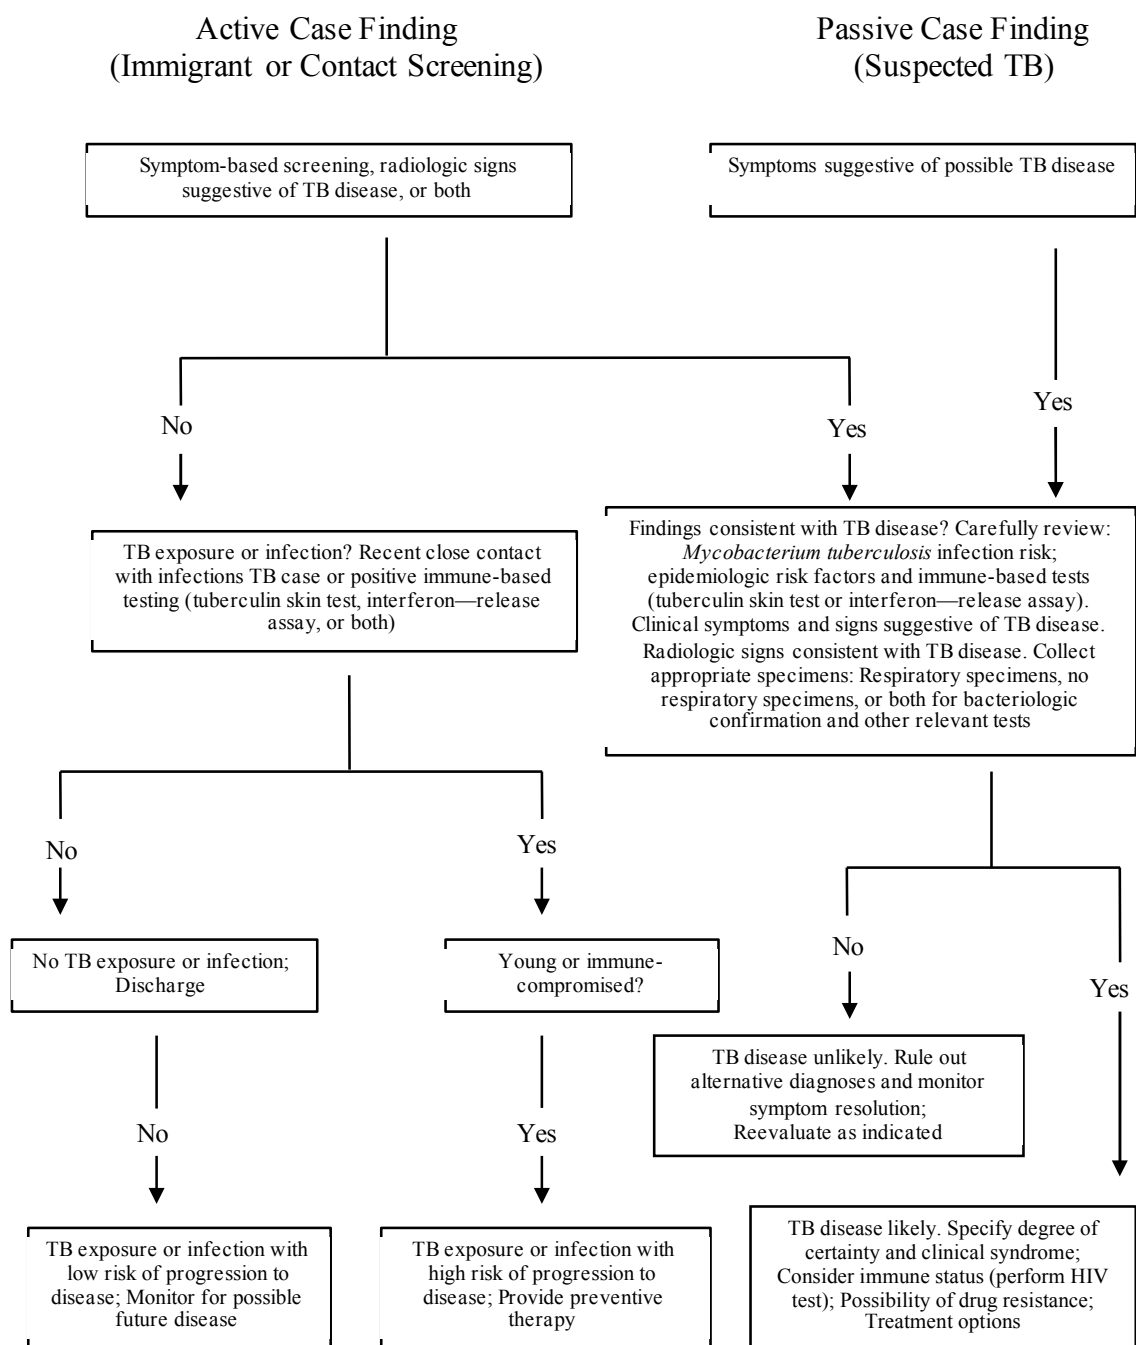 Active Case Finding
(Immigrant or Contact Screening)
Passive Case Finding
(Suspected TB)
Symptom-based screening, radiologic signs
suggestive of TB disease, or both
Symptoms suggestive of possible TB disease
No
Yes
Yes
TB exposure or infection? Recent close contact
with infections TB case or positive immune-based
testing (tuberculin skin test, interferon—release
assay, or both)
Findings consistent with TB disease? Carefully review:
Mycobacterium tuberculosis infection risk;
epidemiologic risk factors and immune-based tests
(tuberculin skin test or interferon—release assay).
Clinical symptoms and signs suggestive of TB disease.
Radiologic signs consistent with TB disease. Collect
appropriate specimens: Respiratory specimens, no
respiratory specimens, or both for bacteriologic
confirmation and other relevant tests
No
Yes
No TB exposure or infection;
Discharge
Young or immune-
compromised?
No
Yes
TB disease unlikely. Rule out
alternative diagnoses and monitor
symptom resolution;
Reevaluate as indicated
No
Yes
TB exposure or infection with
low risk of progression to
disease; Monitor for possible
future disease
TB exposure or infection with
high risk of progression to
disease; Provide preventive
therapy
TB disease likely. Specify degree of
certainty and clinical syndrome;
Consider immune status (perform HIV
test); Possibility of drug resistance;
Treatment options